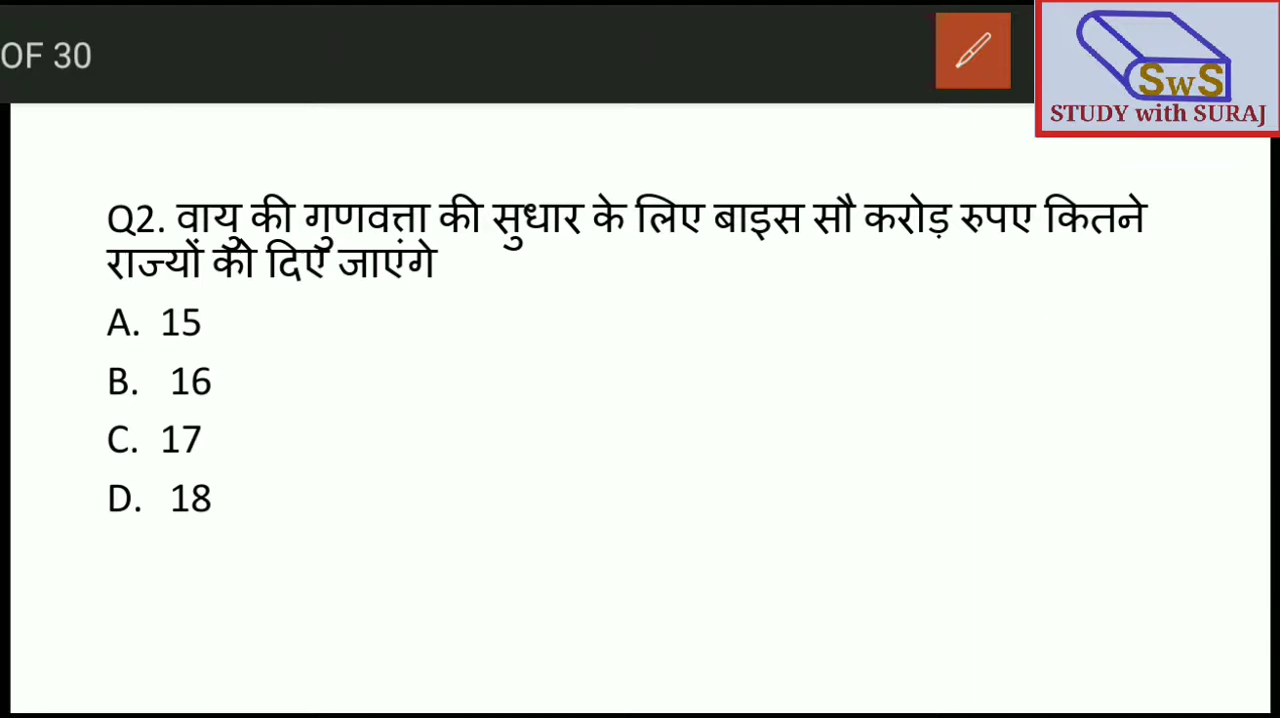 OF 30
SwS
STUDY with SURAJ
Q2. वायु की गुणवत्ता की सुधार के लिए बाइस सौ करोड़ रुपए कितने
राज्यों को दिए जाएंगे
A. 15
B. 16
C. 17
D. 18